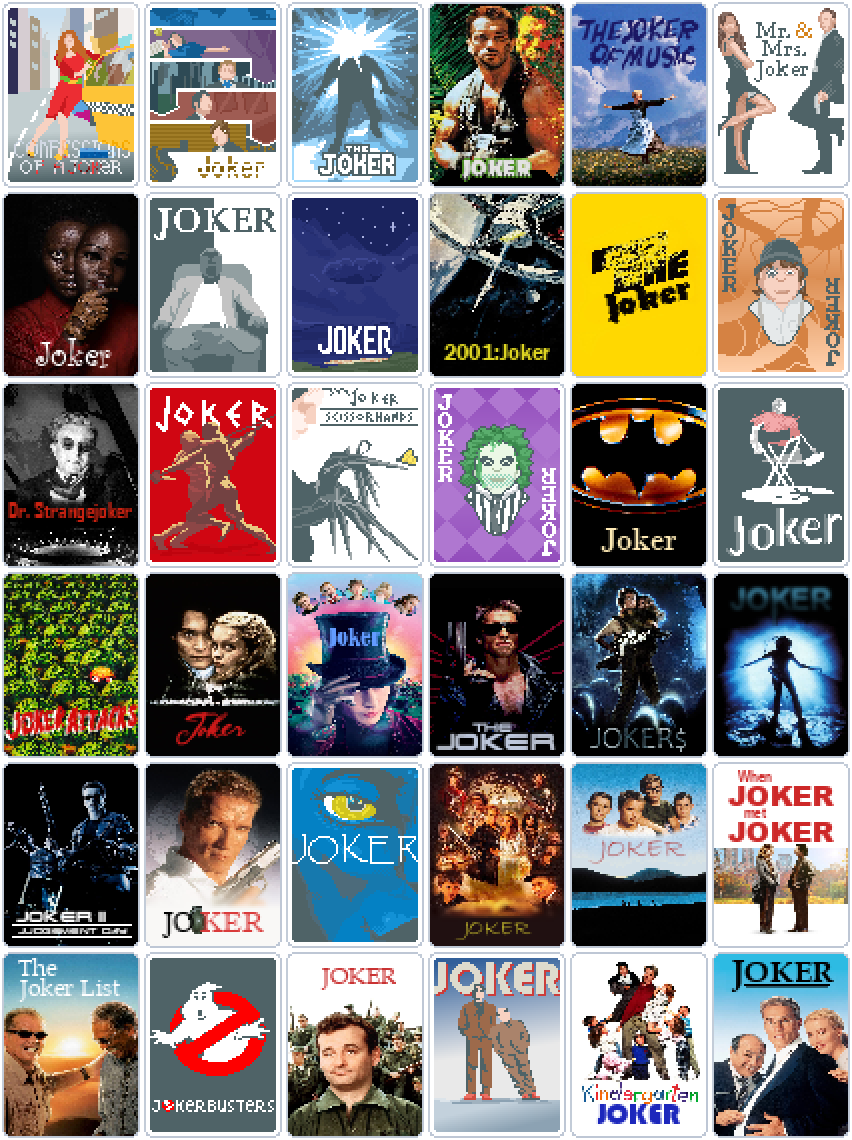 CONFESSIONS
OF A JOKER
Joker
THE
JOKER
JOKER
THE JOKER
OF MUSIC
Mr. &
Mrs.
Joker
Joker
JOKER
JOKER
2001:Joker
THE
Joker
JOKER
JOKER
Dr. Strangejoker
JOKER
JOKER
SCISSORHANDS
JOKER
JOKER
Joker
Joker
JOKER ATTACKS
Joker
Joker
THE
JOKER
JOKER$
JOKER
JOKER II
JUDGEMENT DAY
JOKER
JOKER
JOKER
JOKER
When
JOKER
met
JOKER
The
Joker List
JOKERBUSTERS
JOKER
JOKER
Kindergarten
JOKER
JOKER